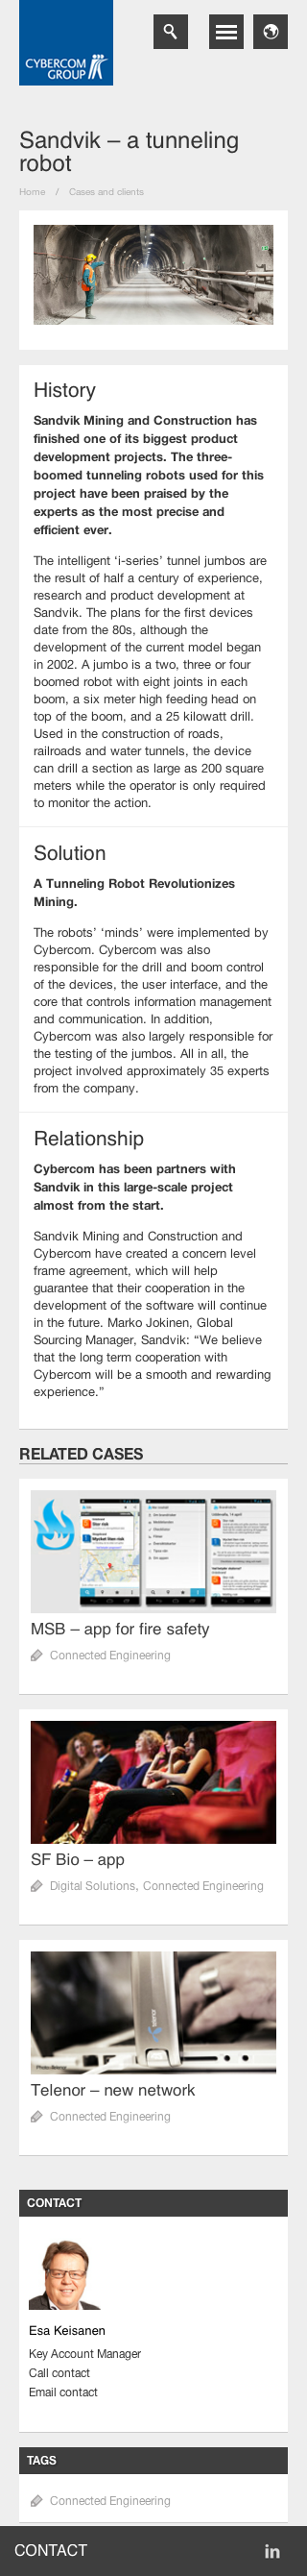 CYBERCOM
GROUP
Sandvik – a tunneling
robot
Home / Cases and clients
History
Sandvik Mining and Construction has
finished one of its biggest product
development projects. The three-
boomed tunneling robots used for this
project have been praised by the
experts as the most precise and
efficient ever.
The intelligent ‘i-series’ tunnel jumbos are
the result of half a century of experience,
research and product development at
Sandvik. The plans for the first devices
date from the 80s, although the
development of the current model began
in 2002. A jumbo is a two, three or four
boomed robot with eight joints in each
boom, a six meter high feeding head on
top of the boom, and a 25 kilowatt drill.
Used in the construction of roads,
railroads and water tunnels, the device
can drill a section as large as 200 square
meters while the operator is only required
to monitor the action.
Solution
A Tunneling Robot Revolutionizes
Mining.
The robots’ ‘minds’ were implemented by
Cybercom. Cybercom was also
responsible for the drill and boom control
of the devices, the user interface, and the
core that controls information management
and communication. In addition,
Cybercom was also largely responsible for
the testing of the jumbos. All in all, the
project involved approximately 35 experts
from the company.
Relationship
Cybercom has been partners with
Sandvik in this large-scale project
almost from the start.
Sandvik Mining and Construction and
Cybercom have created a concern level
frame agreement, which will help
guarantee that their cooperation in the
development of the software will continue
in the future. Marko Jokinen, Global
Sourcing Manager, Sandvik: “We believe
that the long term cooperation with
Cybercom will be a smooth and rewarding
experience.”
RELATED CASES
MSB – app for fire safety
Connected Engineering
SF Bio – app
Digital Solutions, Connected Engineering
telenor
Telenor – new network
Connected Engineering
CONTACT
Esa Keisanen
Key Account Manager
Call contact
Email contact
TAGS
Connected Engineering
CONTACT
in